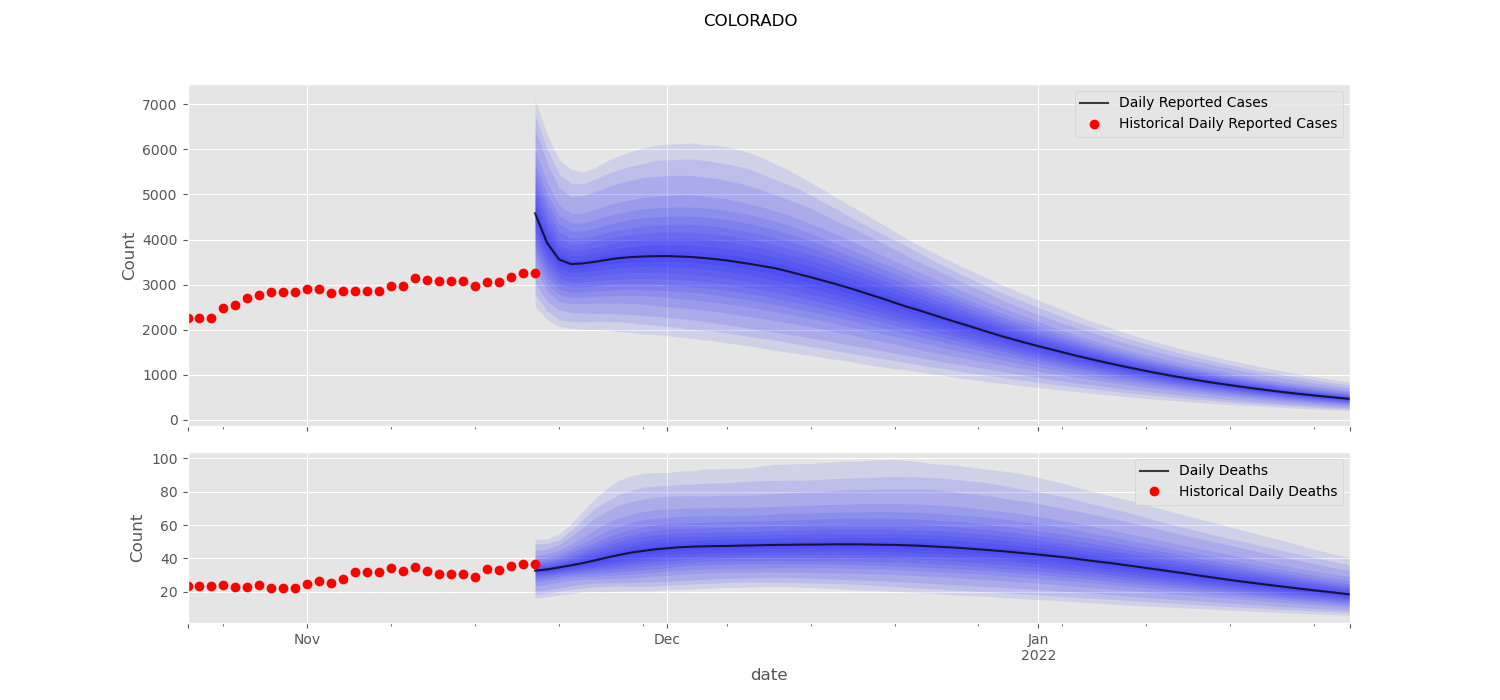 COLORADO
7000
6000
5000
4000
3000
2000
1000
0
Count
Daily Reported Cases
Historical Daily Reported Cases
100
80
60
40
20
Count
Daily Deaths
Historical Daily Deaths
Nov
Dec
Jan
2022
date